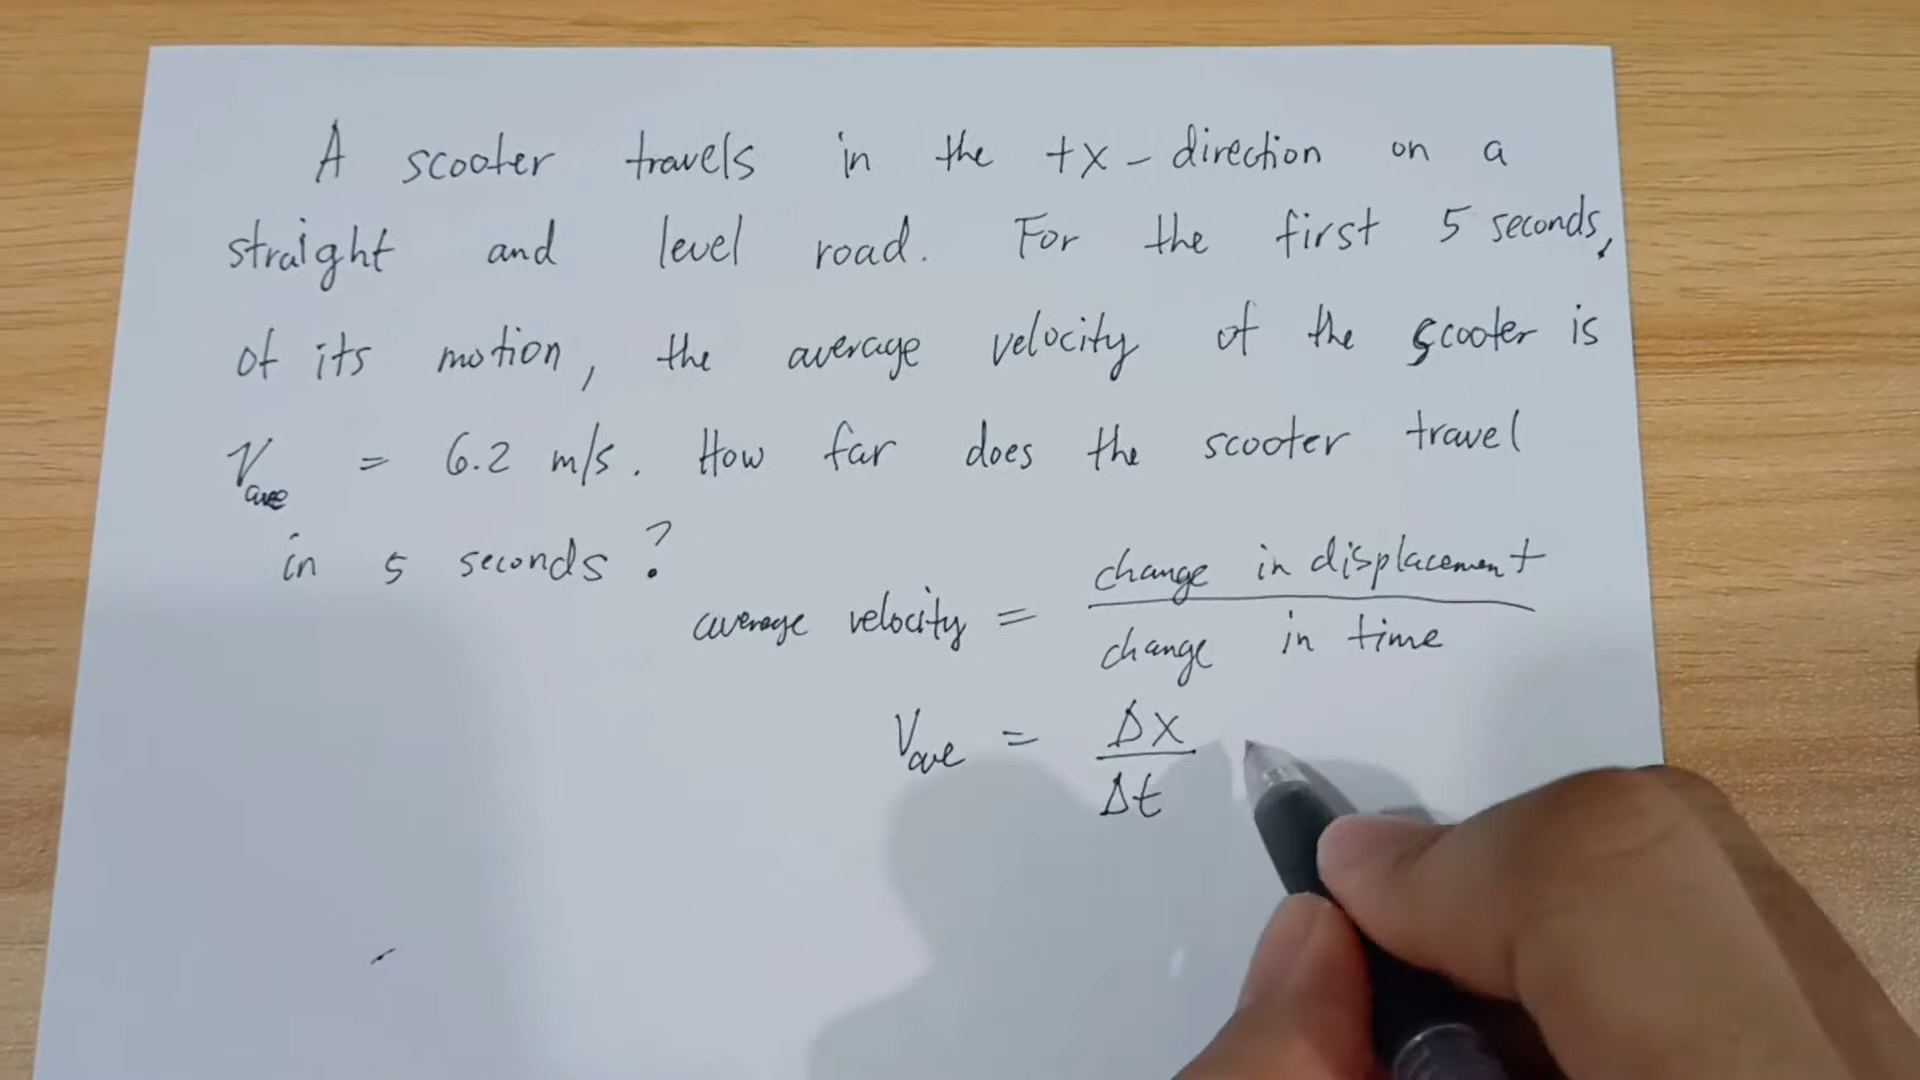 A scooter travels in the +x - direction on a
straight and level road. For the first 5 seconds,
of its motion, the average velocity of the scooter is
Vave = 6.2 m/s. How far does the scooter travel
in 5 seconds?
average velocity = change in displacement
change in time
Vave = Δx
Δt